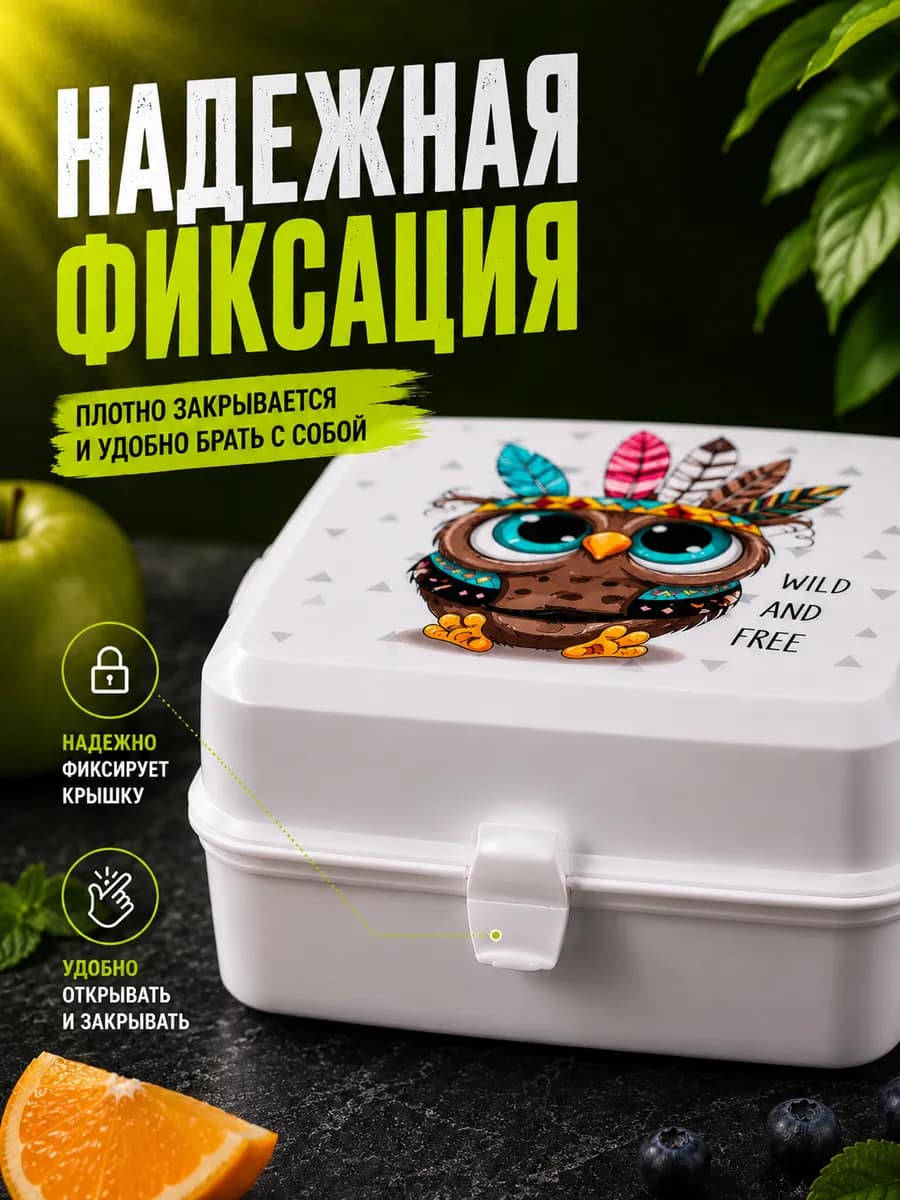 НАДЕЖНАЯ
ФИКСАЦИЯ
ПЛОТНО ЗАКРЫВАЕТСЯ
И УДОБНО БРАТЬ С СОБОЙ
WILD
AND
FREE
НАДЕЖНО
ФИКСИРУЕТ
КРЫШКУ
УДОБНО
ОТКРЫВАТЬ
И ЗАКРЫВАТЬ